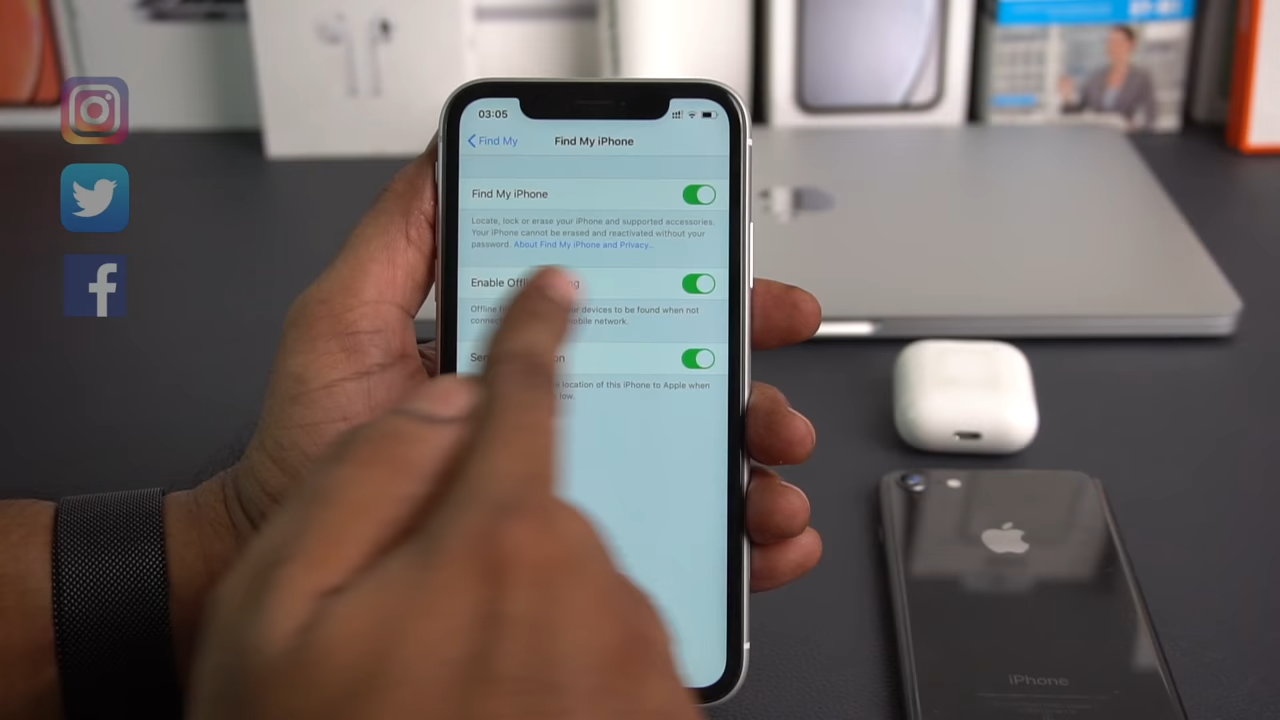 03:05
Find My
Find My iPhone
Find My iPhone
Locate, lock or erase your iPhone and supported accessories.
Your iPhone cannot be erased and reactivated without your
password. About Find My iPhone and Privacy...
Enable
Offline
devices to be found when not
network.
location of this iPhone to Apple when
low.
iPhone